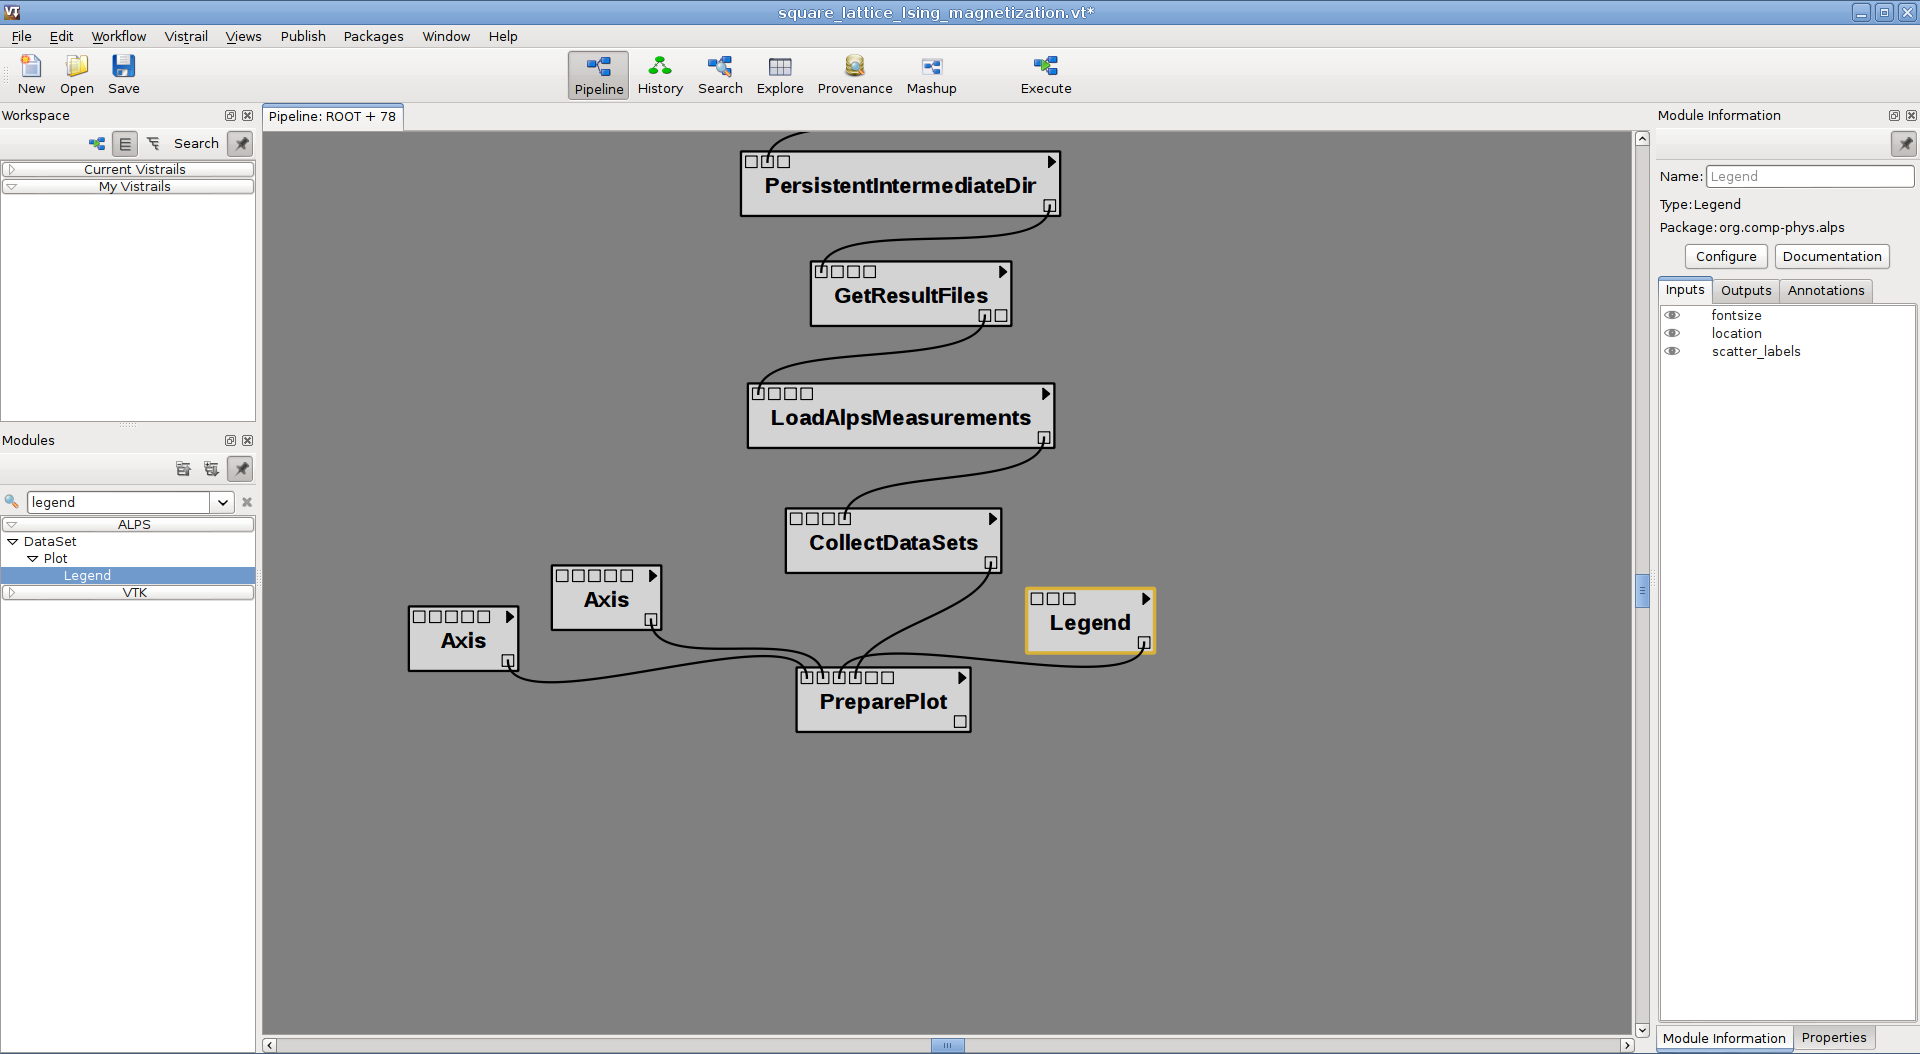 VT
square_lattice_Ising_magnetization.vt*
File Edit Workflow Vistrail Views Publish Packages Window Help
New Open Save Pipeline History Search Explore Provenance Mashup Execute
Workspace
Search
Current Vistrails
My Vistrails
Modules
legend
ALPS
DataSet
Plot
Legend
VTK
Pipeline: ROOT + 78
PersistentIntermediateDir
GetResultFiles
LoadAlpsMeasurements
CollectDataSets
Axis
Axis
Legend
PreparePlot
Module Information
Name: Legend
Type: Legend
Package: org.comp-phys.alps
Configure Documentation
Inputs Outputs Annotations
fontsize
location
scatter_labels
Module Information Properties